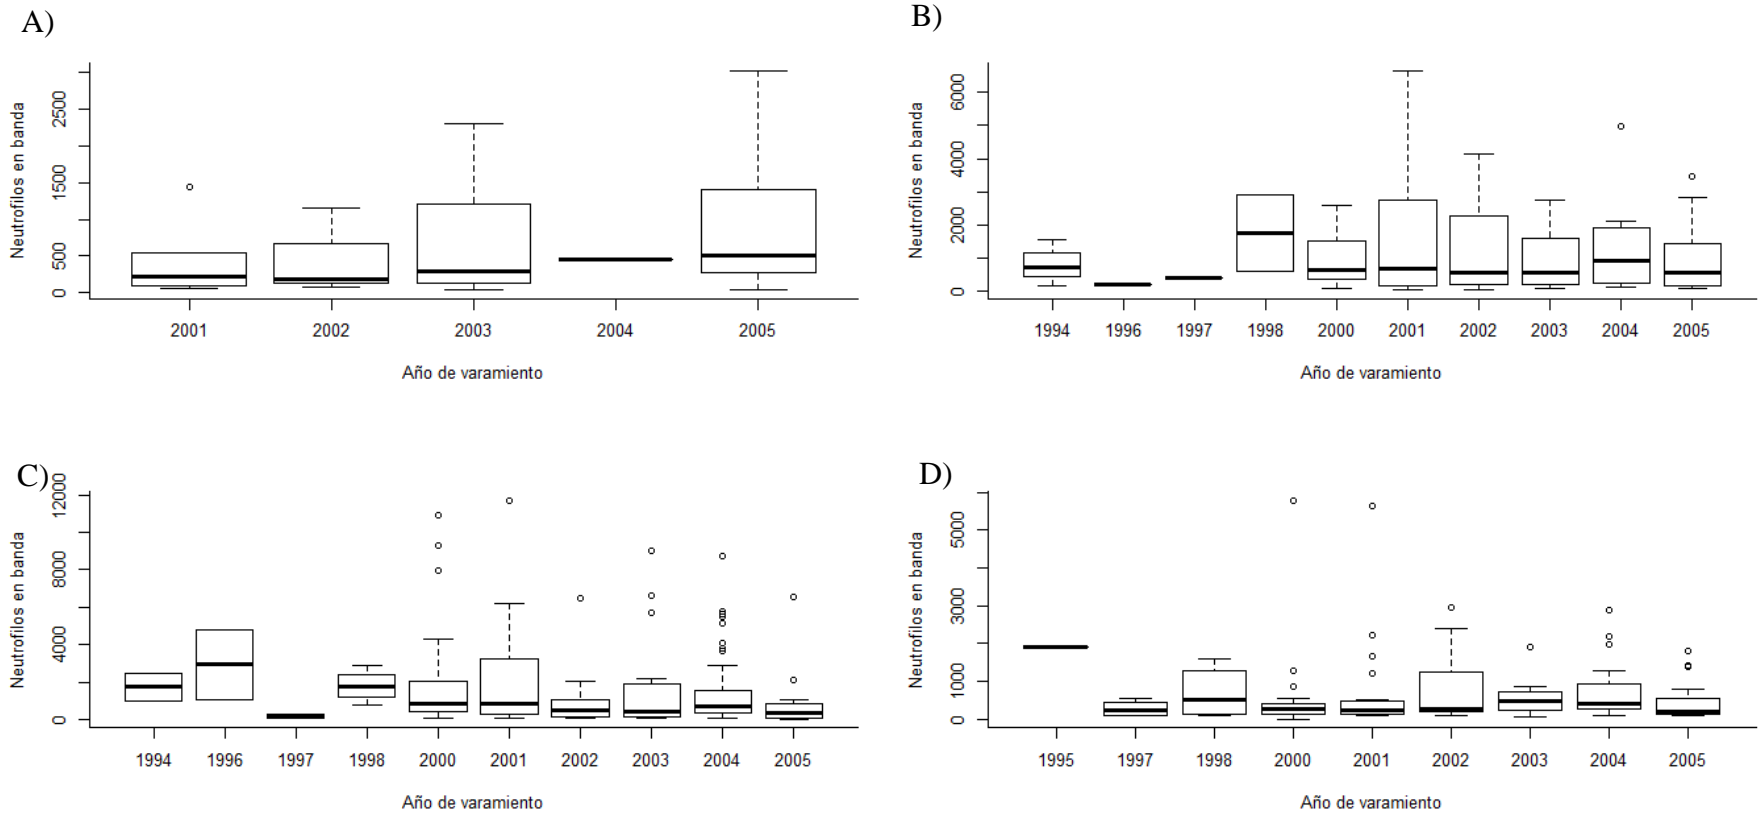 A)
Neutrofilos en banda
2500
1500
500
0
2001 2002 2003 2004 2005
Año de varamiento
B)
Neutrofilos en banda
6000
4000
2000
0
1994 1996 1997 1998 2000 2001 2002 2003 2004 2005
Año de varamiento
C)
Neutrofilos en banda
12000
8000
4000
0
1994 1996 1997 1998 2000 2001 2002 2003 2004 2005
Año de varamiento
D)
Neutrofilos en banda
5000
3000
1000
0
1995 1997 1998 2000 2001 2002 2003 2004 2005
Año de varamiento